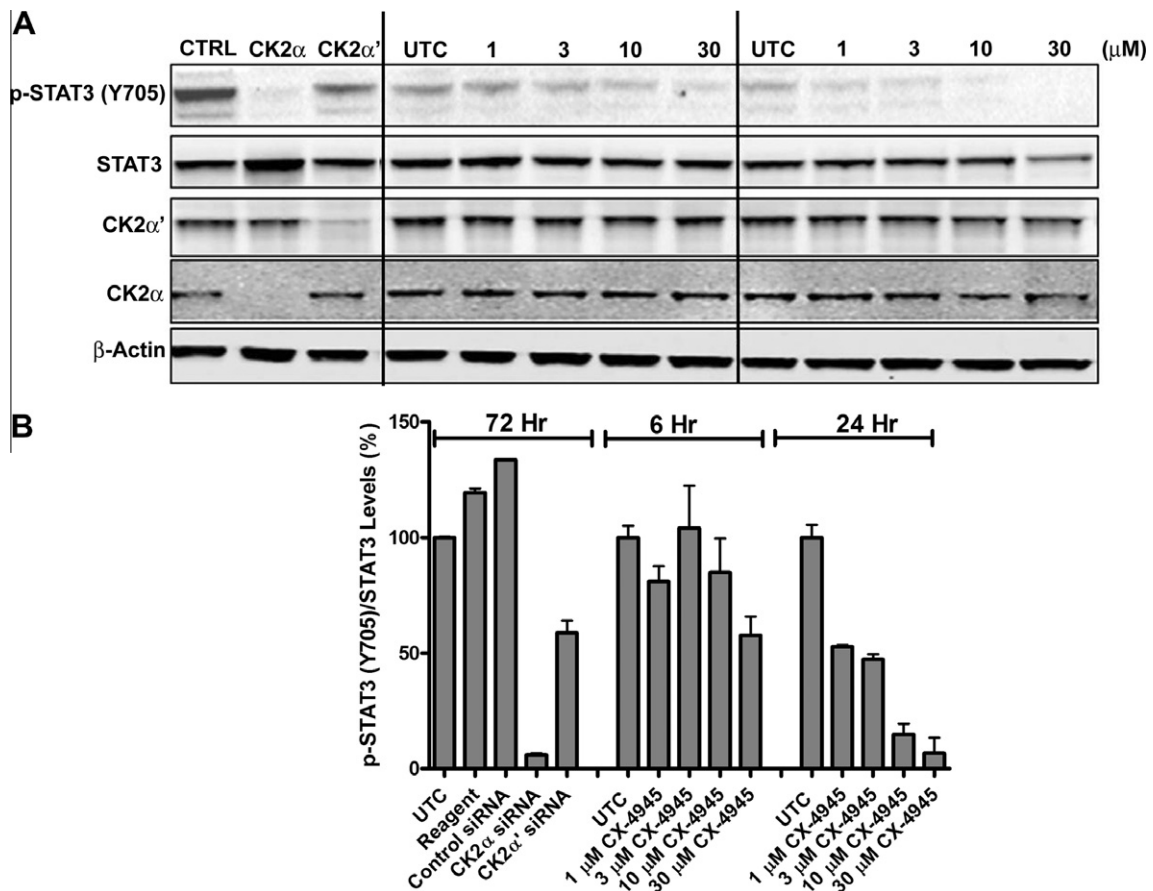 A
CTRL CK2α CK2α' UTC 1 3 10 30 UTC 1 3 10 30 (μM)
p-STAT3 (Y705)
STAT3
CK2α'
CK2α
β-Actin
B
72 Hr 6 Hr 24 Hr
p-STAT3 (Y705)/STAT3 Levels (%)
150
100
50
0
UTC
Reagent
Control siRNA
CK2α siRNA
CK2α' siRNA
UTC
1 μM CX-4945
3 μM CX-4945
10 μM CX-4945
30 μM CX-4945
UTC
1 μM CX-4945
3 μM CX-4945
10 μM CX-4945
30 μM CX-4945